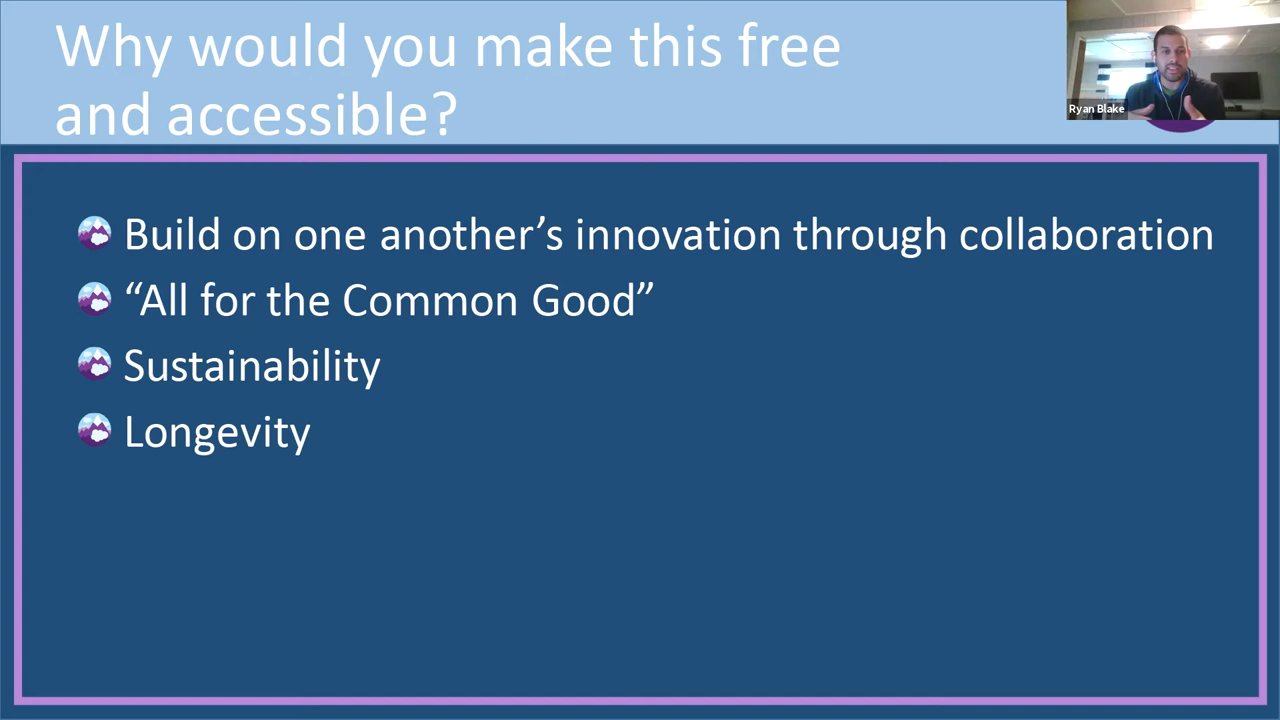 Why would you make this free
and accessible?
Ryan Blake
Build on one another’s innovation through collaboration
“All for the Common Good”
Sustainability
Longevity